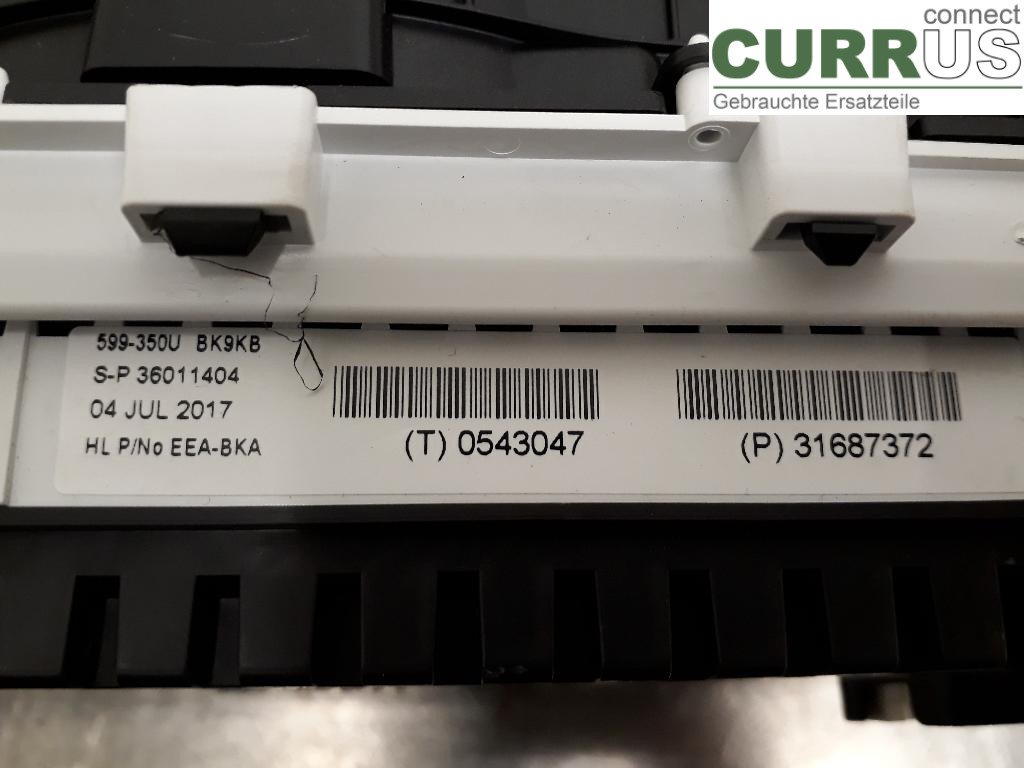 connect
CURRUS
Gebrauchte Ersatzteile
599-350U BK9KB
S-P 36011404
04 JUL 2017
HL P/No EEA-BKA
(T) 0543047
(P) 31687372